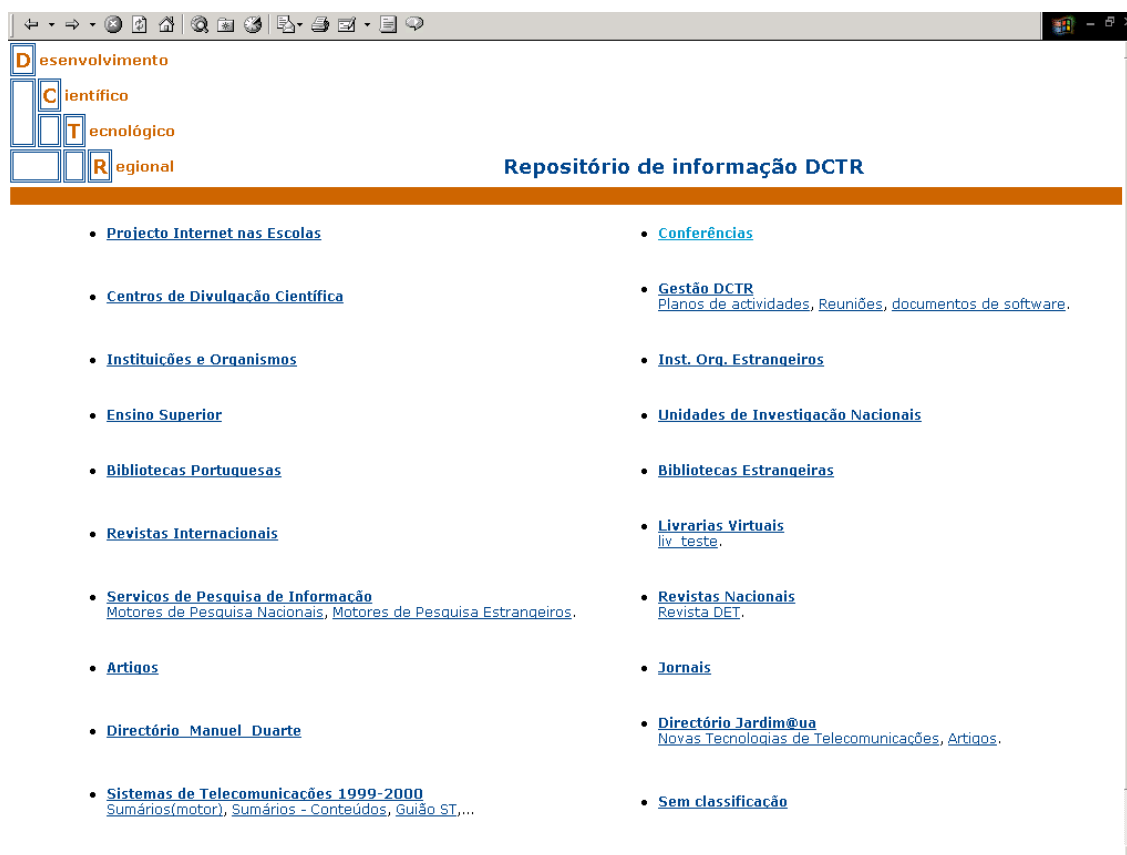 Desenvolvimento
Científico
Tecnológico
Regional
Repositório de informação DCTR
Projecto Internet nas Escolas
Conferências
Centros de Divulgação Científica
Gestão DCTR
Planos de actividades, Reuniões, documentos de software.
Instituições e Organismos
Inst. Org. Estrangeiros
Ensino Superior
Unidades de Investigação Nacionais
Bibliotecas Portuguesas
Bibliotecas Estrangeiras
Revistas Internacionais
Livrarias Virtuais
liv_teste.
Serviços de Pesquisa de Informação
Motores de Pesquisa Nacionais, Motores de Pesquisa Estrangeiros.
Revistas Nacionais
Revista DET.
Artigos
Jornais
Directório_Manuel_Duarte
Directório Jardim@ua
Novas Tecnologias de Telecomunicações, Artigos.
Sistemas de Telecomunicações 1999-2000
Sumários(motor), Sumários - Conteúdos, Guião ST,...
Sem classificação